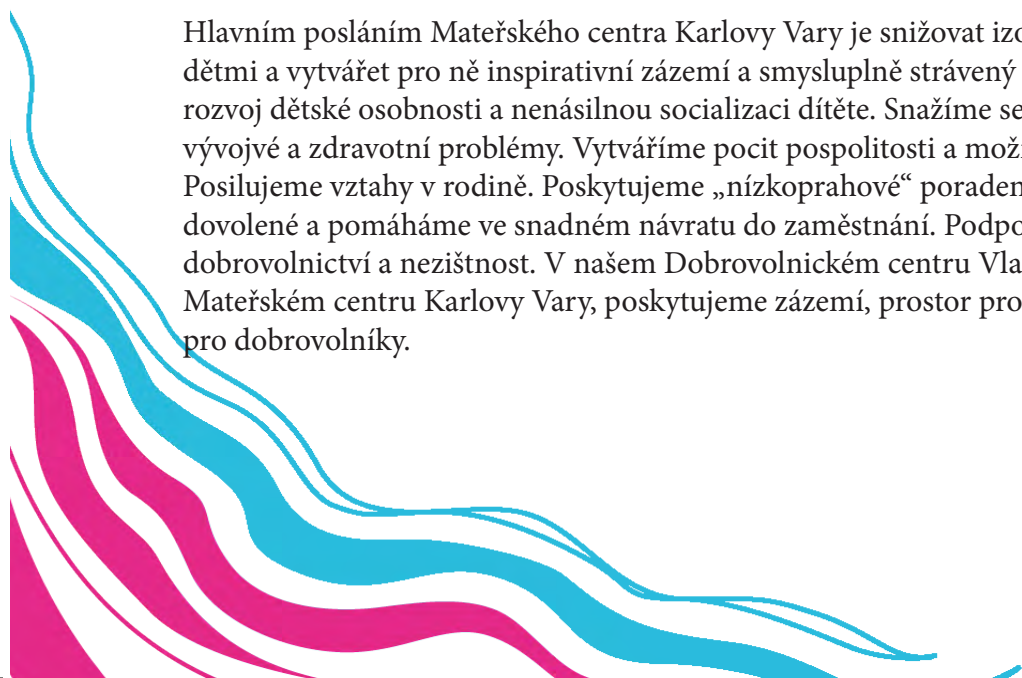 Hlavním posláním Mateřského centra Karlovy Vary je snižovat izo
dětmi a vytvářet pro ně inspirativní zázemí a smysluplně strávený
rozvoj dětské osobnosti a nenásilnou socializaci dítěte. Snažíme se
vývojvé a zdravotní problémy. Vytváříme pocit pospolitosti a mož
Posilujeme vztahy v rodině. Poskytujeme „nízkoprahové“ poraden
dovolené a pomáháme ve snadném návratu do zaměstnání. Podpo
dobrovolnictví a nezištnost. V našem Dobrovolnickém centru Vla
Mateřském centru Karlovy Vary, poskytujeme zázemí, prostor pro
pro dobrovolníky.